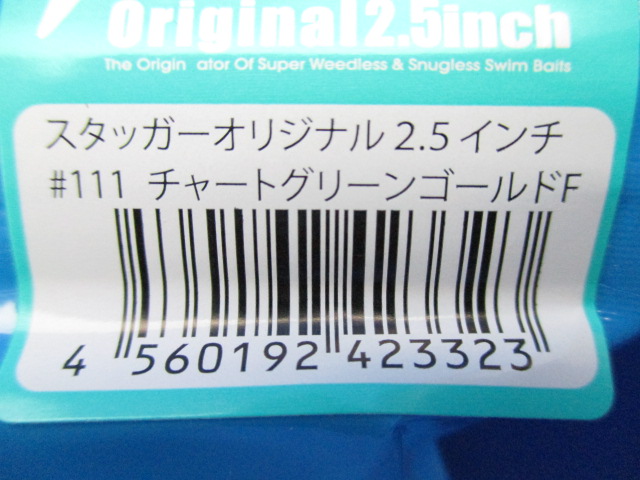 Original2.5inch
The Origin ator Of Super Weedless & Snugless Swim Baits
スタッガーオリジナル2.5インチ
#111 チャートグリーンゴールドF
4 560192 423323